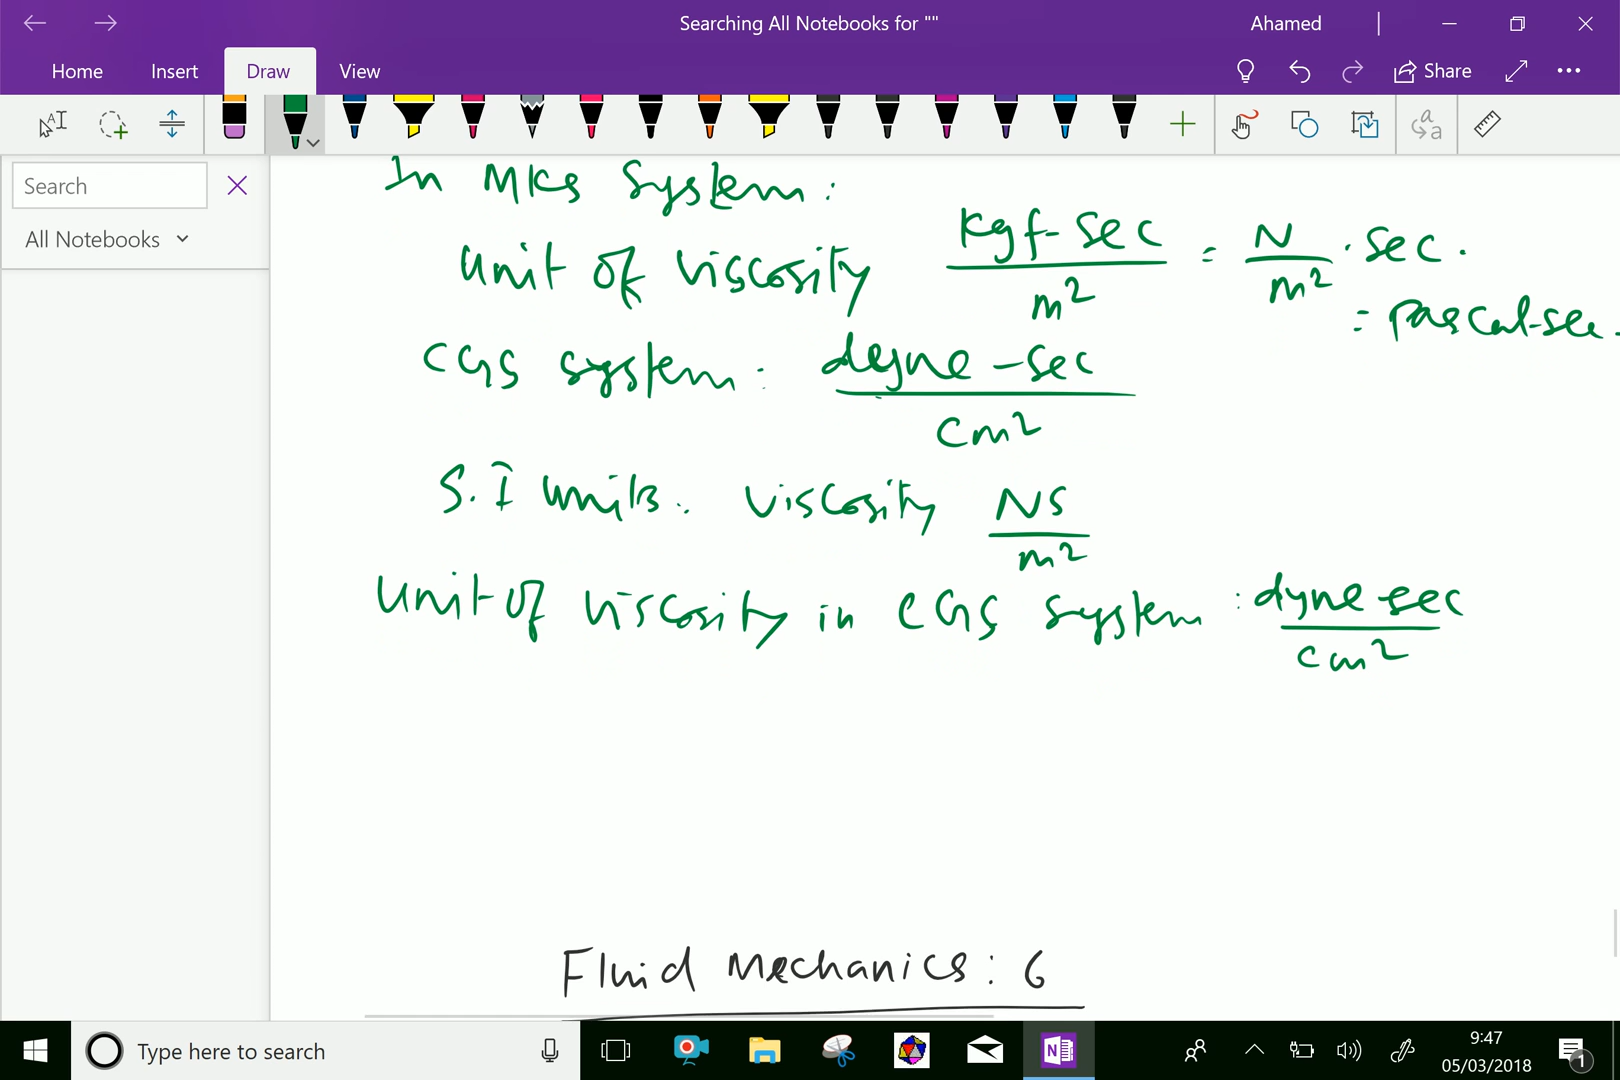 Searching All Notebooks for ""
Ahamed
Home Insert Draw View
Share
Search
All Notebooks
In MKS System:
Unit of viscosity kgf-sec/m² = N/m² · sec.
= pascal-sec.
CGS system: dyne-sec/cm²
S.I units: viscosity NS/m²
Unit of viscosity in CGS system: dyne-sec/cm²
Fluid Mechanics: 6
Type here to search
9:47
05/03/2018
1